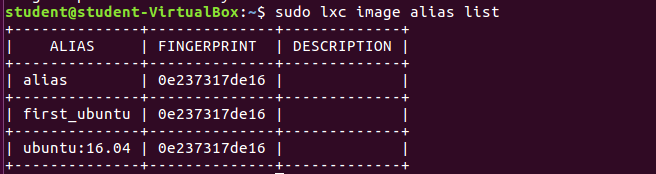 student@student-VirtualBox:~$ sudo lxc image alias list
+--------------+--------------+-------------+
|    ALIAS     | FINGERPRINT  | DESCRIPTION |
+--------------+--------------+-------------+
| alias        | 0e237317de16 |             |
+--------------+--------------+-------------+
| first_ubuntu | 0e237317de16 |             |
+--------------+--------------+-------------+
| ubuntu:16.04 | 0e237317de16 |             |
+--------------+--------------+-------------+